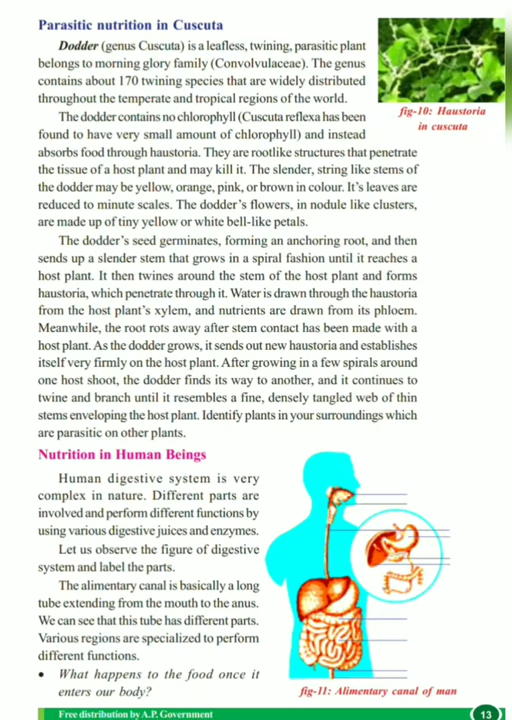 Parasitic nutrition in Cuscuta
Dodder (genus Cuscuta) is a leafless, twining, parasitic plant
belongs to morning glory family (Convolvulaceae). The genus
contains about 170 twining species that are widely distributed
throughout the temperate and tropical regions of the world.
fig-10: Haustoria
in cuscuta
The dodder contains no chlorophyll (Cuscuta reflexa has been
found to have very small amount of chlorophyll) and instead
absorbs food through haustoria. They are rootlike structures that penetrate
the tissue of a host plant and may kill it. The slender, string like stems of
the dodder may be yellow, orange, pink, or brown in colour. It's leaves are
reduced to minute scales. The dodder's flowers, in nodule like clusters,
are made up of tiny yellow or white bell-like petals.
The dodder's seed germinates, forming an anchoring root, and then
sends up a slender stem that grows in a spiral fashion until it reaches a
host plant. It then twines around the stem of the host plant and forms
haustoria, which penetrate through it. Water is drawn through the haustoria
from the host plant's xylem, and nutrients are drawn from its phloem.
Meanwhile, the root rots away after stem contact has been made with a
host plant. As the dodder grows, it sends out new haustoria and establishes
itself very firmly on the host plant. After growing in a few spirals around
one host shoot, the dodder finds its way to another, and it continues to
twine and branch until it resembles a fine, densely tangled web of thin
stems enveloping the host plant. Identify plants in your surroundings which
are parasitic on other plants.
Nutrition in Human Beings
Human digestive system is very
complex in nature. Different parts are
involved and perform different functions by
using various digestive juices and enzymes.
Let us observe the figure of digestive
system and label the parts.
The alimentary canal is basically a long
tube extending from the mouth to the anus.
We can see that this tube has different parts.
Various regions are specialized to perform
different functions.
• What happens to the food once it
enters our body?
fig-11: Alimentary canal of man
Free distribution by A.P. Government
13